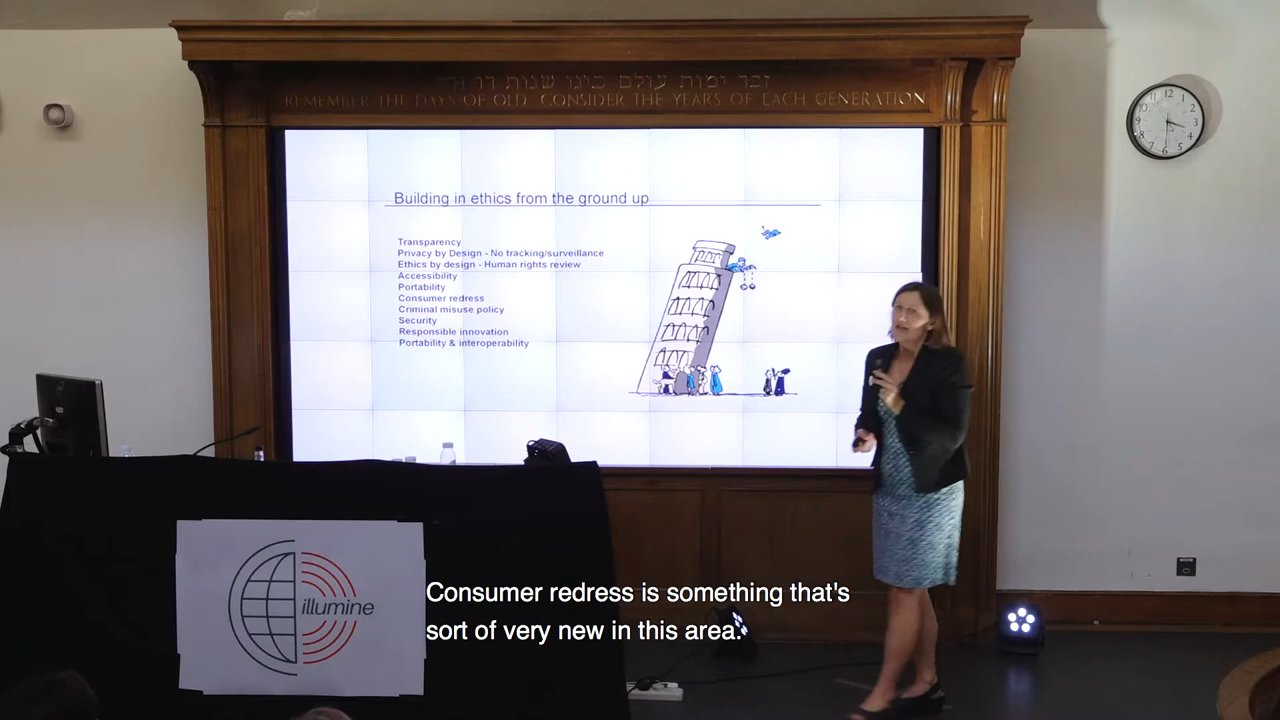 זכר ימות עולם בינו שנות דר ודר
REMEMBER THE DAYS OF OLD CONSIDER THE YEARS OF EACH GENERATION
Building in ethics from the ground up
Transparency
Privacy by Design - No tracking/surveillance
Ethics by design - Human rights review
Accessibility
Portability
Consumer redress
Criminal misuse policy
Security
Responsible innovation
Portability & interoperability
illumine
Consumer redress is something that's
sort of very new in this area.